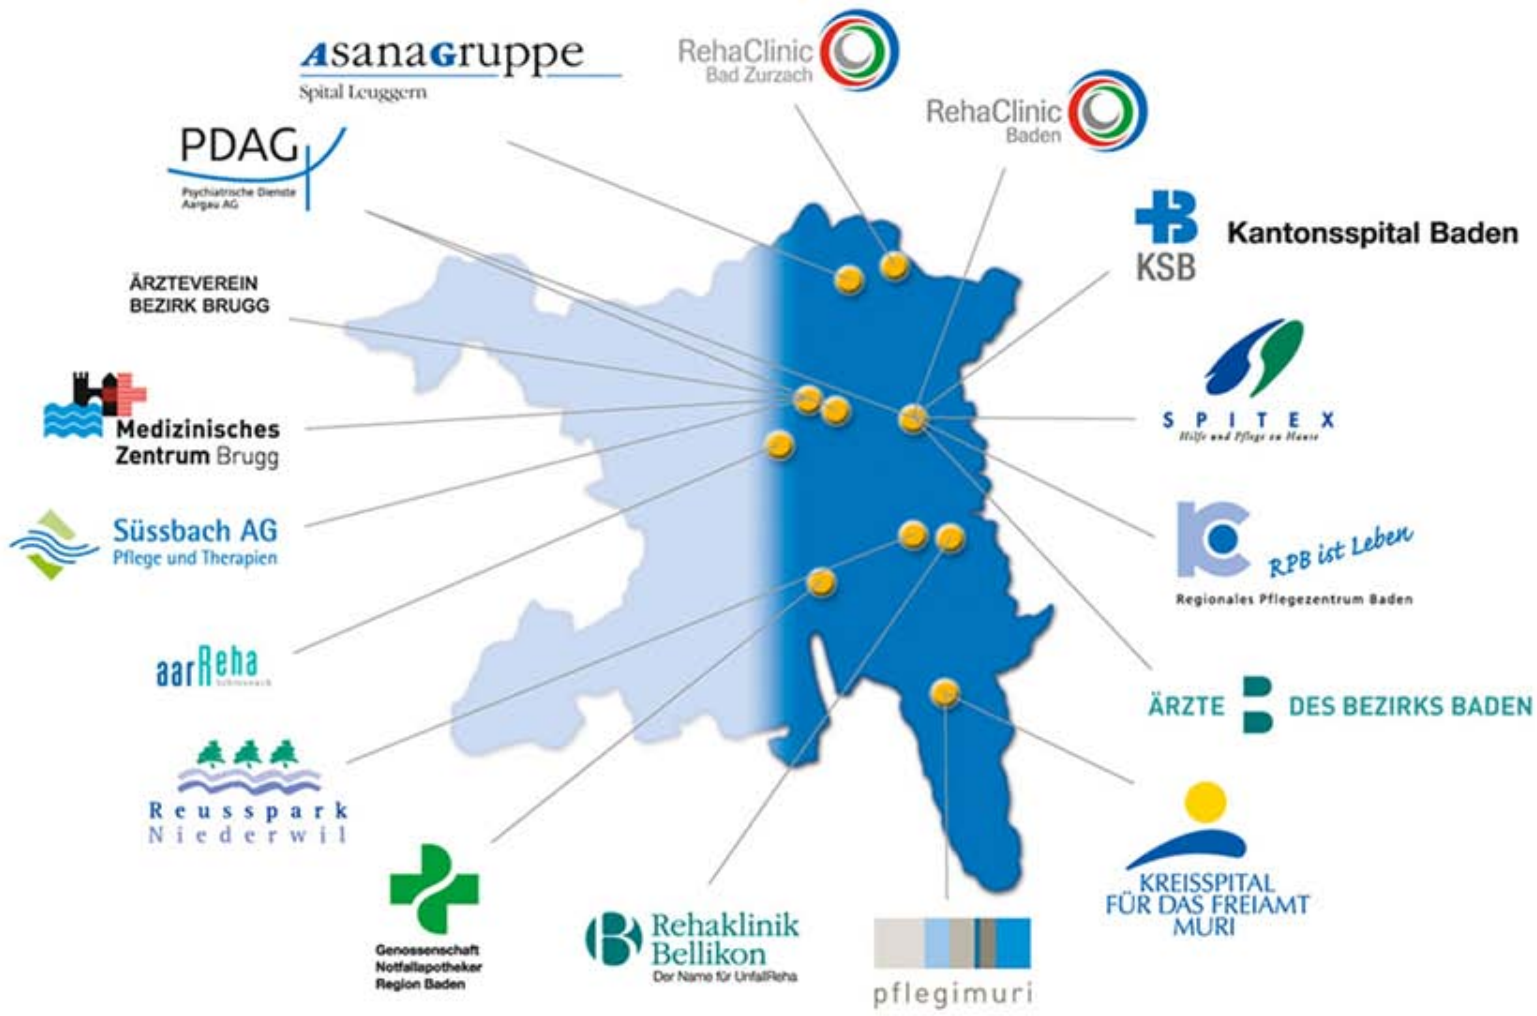 AsanaGruppe
Spital Leuggern
RehaClinic
Bad Zurzach
RehaClinic
Baden
PDAG
Psychiatrische Dienste
Aargau AG
KSB
Kantonsspital Baden
ÄRZTEVEREIN
BEZIRK BRUGG
SPITEX
Hilfe und Pflege zu Hause
Medizinisches
Zentrum Brugg
Süssbach AG
Pflege und Therapien
RPB ist Leben
Regionales Pflegezentrum Baden
aarReha
ÄRZTE DES BEZIRKS BADEN
Reusspark
Niederwil
KREISSPITAL
FÜR DAS FREIAMT
MURI
Genossenschaft
Notfallapotheker
Region Baden
Rehaklinik
Bellikon
Der Name für UnfallReha
pflegimuri